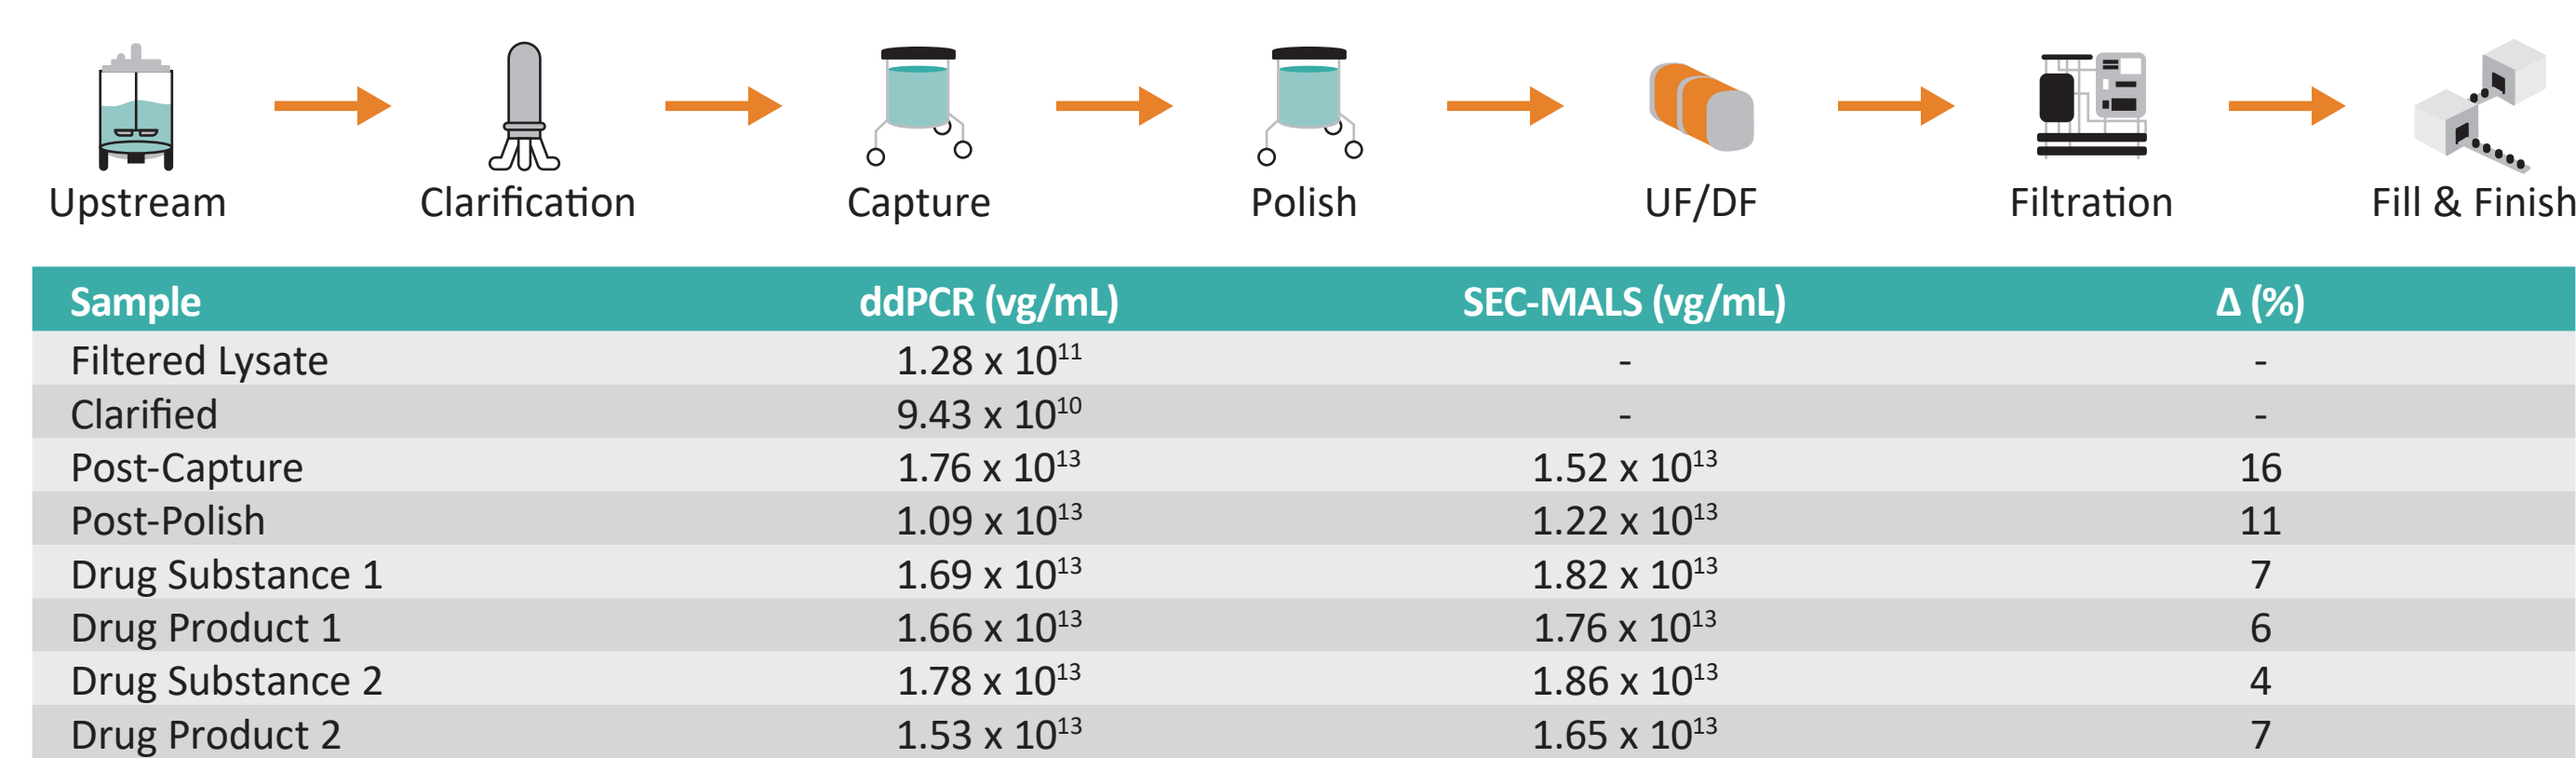 Upstream Clarification Capture Polish UF/DF Filtration Fill & Finish
Sample ddPCR (vg/mL) SEC-MALS (vg/mL) Δ (%)
Filtered Lysate 1.28 x 10¹¹ - -
Clarified 9.43 x 10¹⁰ - -
Post-Capture 1.76 x 10¹³ 1.52 x 10¹³ 16
Post-Polish 1.09 x 10¹³ 1.22 x 10¹³ 11
Drug Substance 1 1.69 x 10¹³ 1.82 x 10¹³ 7
Drug Product 1 1.66 x 10¹³ 1.76 x 10¹³ 6
Drug Substance 2 1.78 x 10¹³ 1.86 x 10¹³ 4
Drug Product 2 1.53 x 10¹³ 1.65 x 10¹³ 7